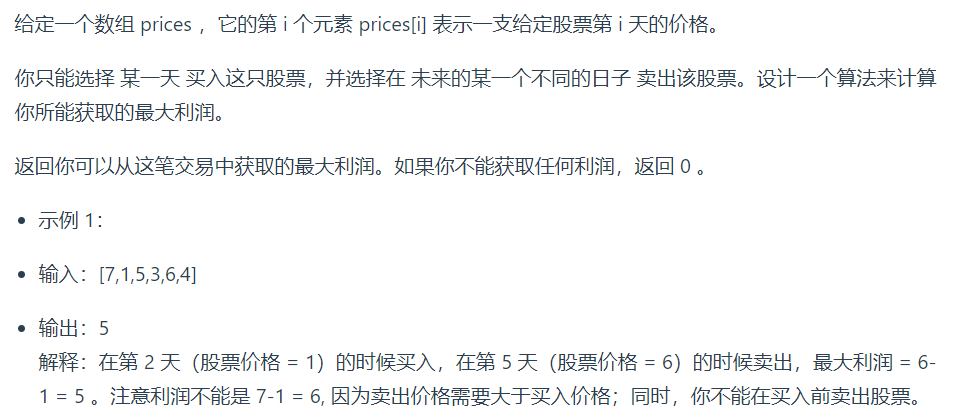 给定一个数组 prices ，它的第 i 个元素 prices[i] 表示一支给定股票第 i 天的价格。
你只能选择 某一天 买入这只股票，并选择在 未来的某一个不同的日子 卖出该股票。设计一个算法来计算
你所能获取的最大利润。
返回你可以从这笔交易中获取的最大利润。如果你不能获取任何利润，返回 0 。
• 示例 1：
• 输入：[7,1,5,3,6,4]
• 输出：5
解释：在第 2 天（股票价格 = 1）的时候买入，在第 5 天（股票价格 = 6）的时候卖出，最大利润 = 6-
1 = 5 。注意利润不能是 7-1 = 6, 因为卖出价格需要大于买入价格；同时，你不能在买入前卖出股票。